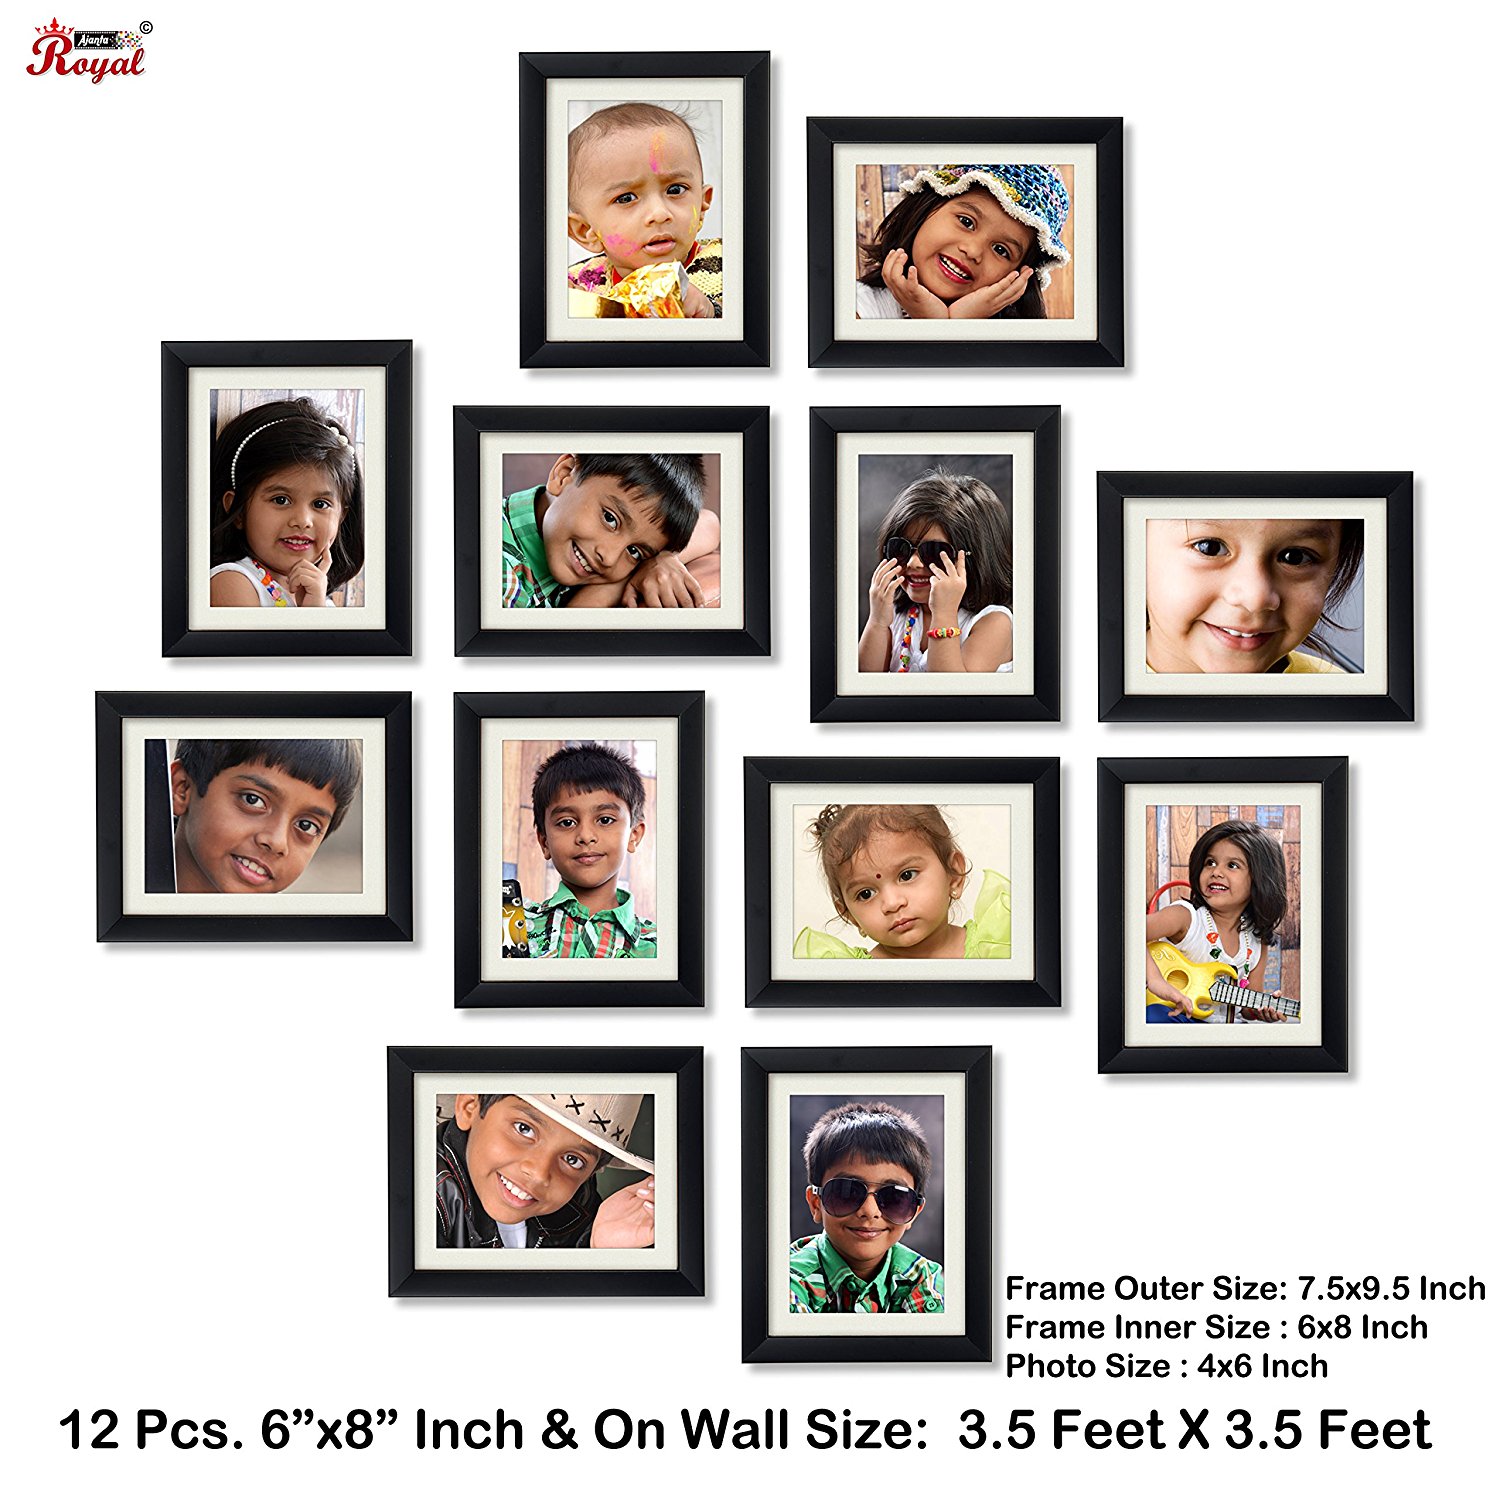 Ajanta ©
Royal
Frame Outer Size: 7.5x9.5 Inch
Frame Inner Size : 6x8 Inch
Photo Size : 4x6 Inch
12 Pcs. 6”x8” Inch & On Wall Size: 3.5 Feet X 3.5 Feet